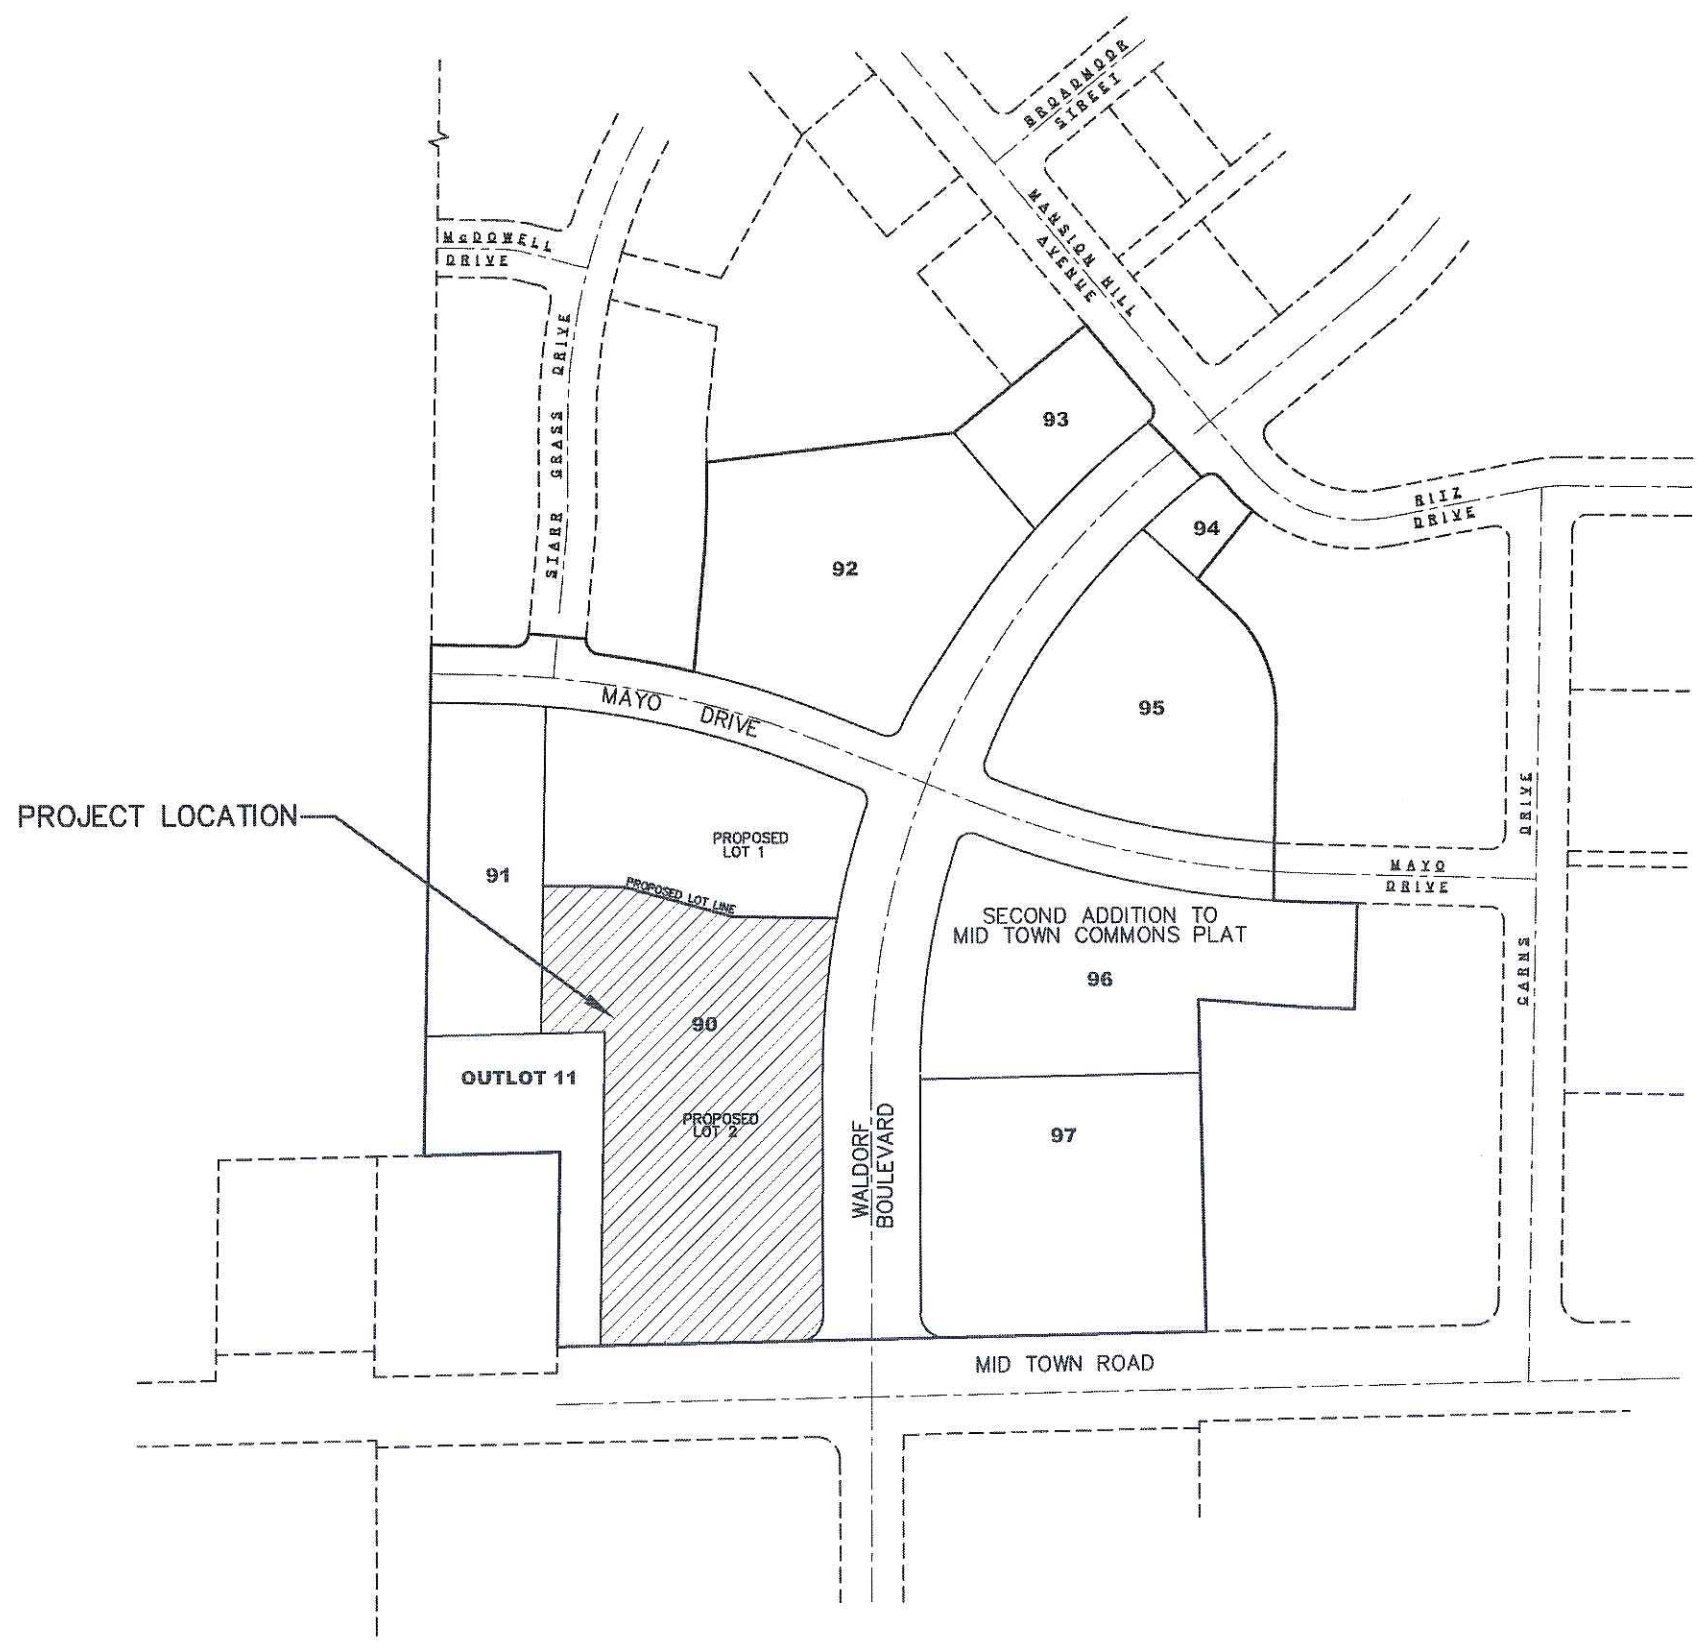 BROADMOOR
STREET
MANSION HILL
AVENUE
McDOWELL
DRIVE
STARR GRASS DRIVE
93
RITZ
DRIVE
94
92
MAYO DRIVE
95
PROJECT LOCATION
PROPOSED
LOT 1
91
PROPOSED LOT LINE
MAYO
DRIVE
CARNS DRIVE
SECOND ADDITION TO
MID TOWN COMMONS PLAT
96
90
OUTLOT 11
PROPOSED
LOT 2
97
WALDORF
BOULEVARD
MID TOWN ROAD